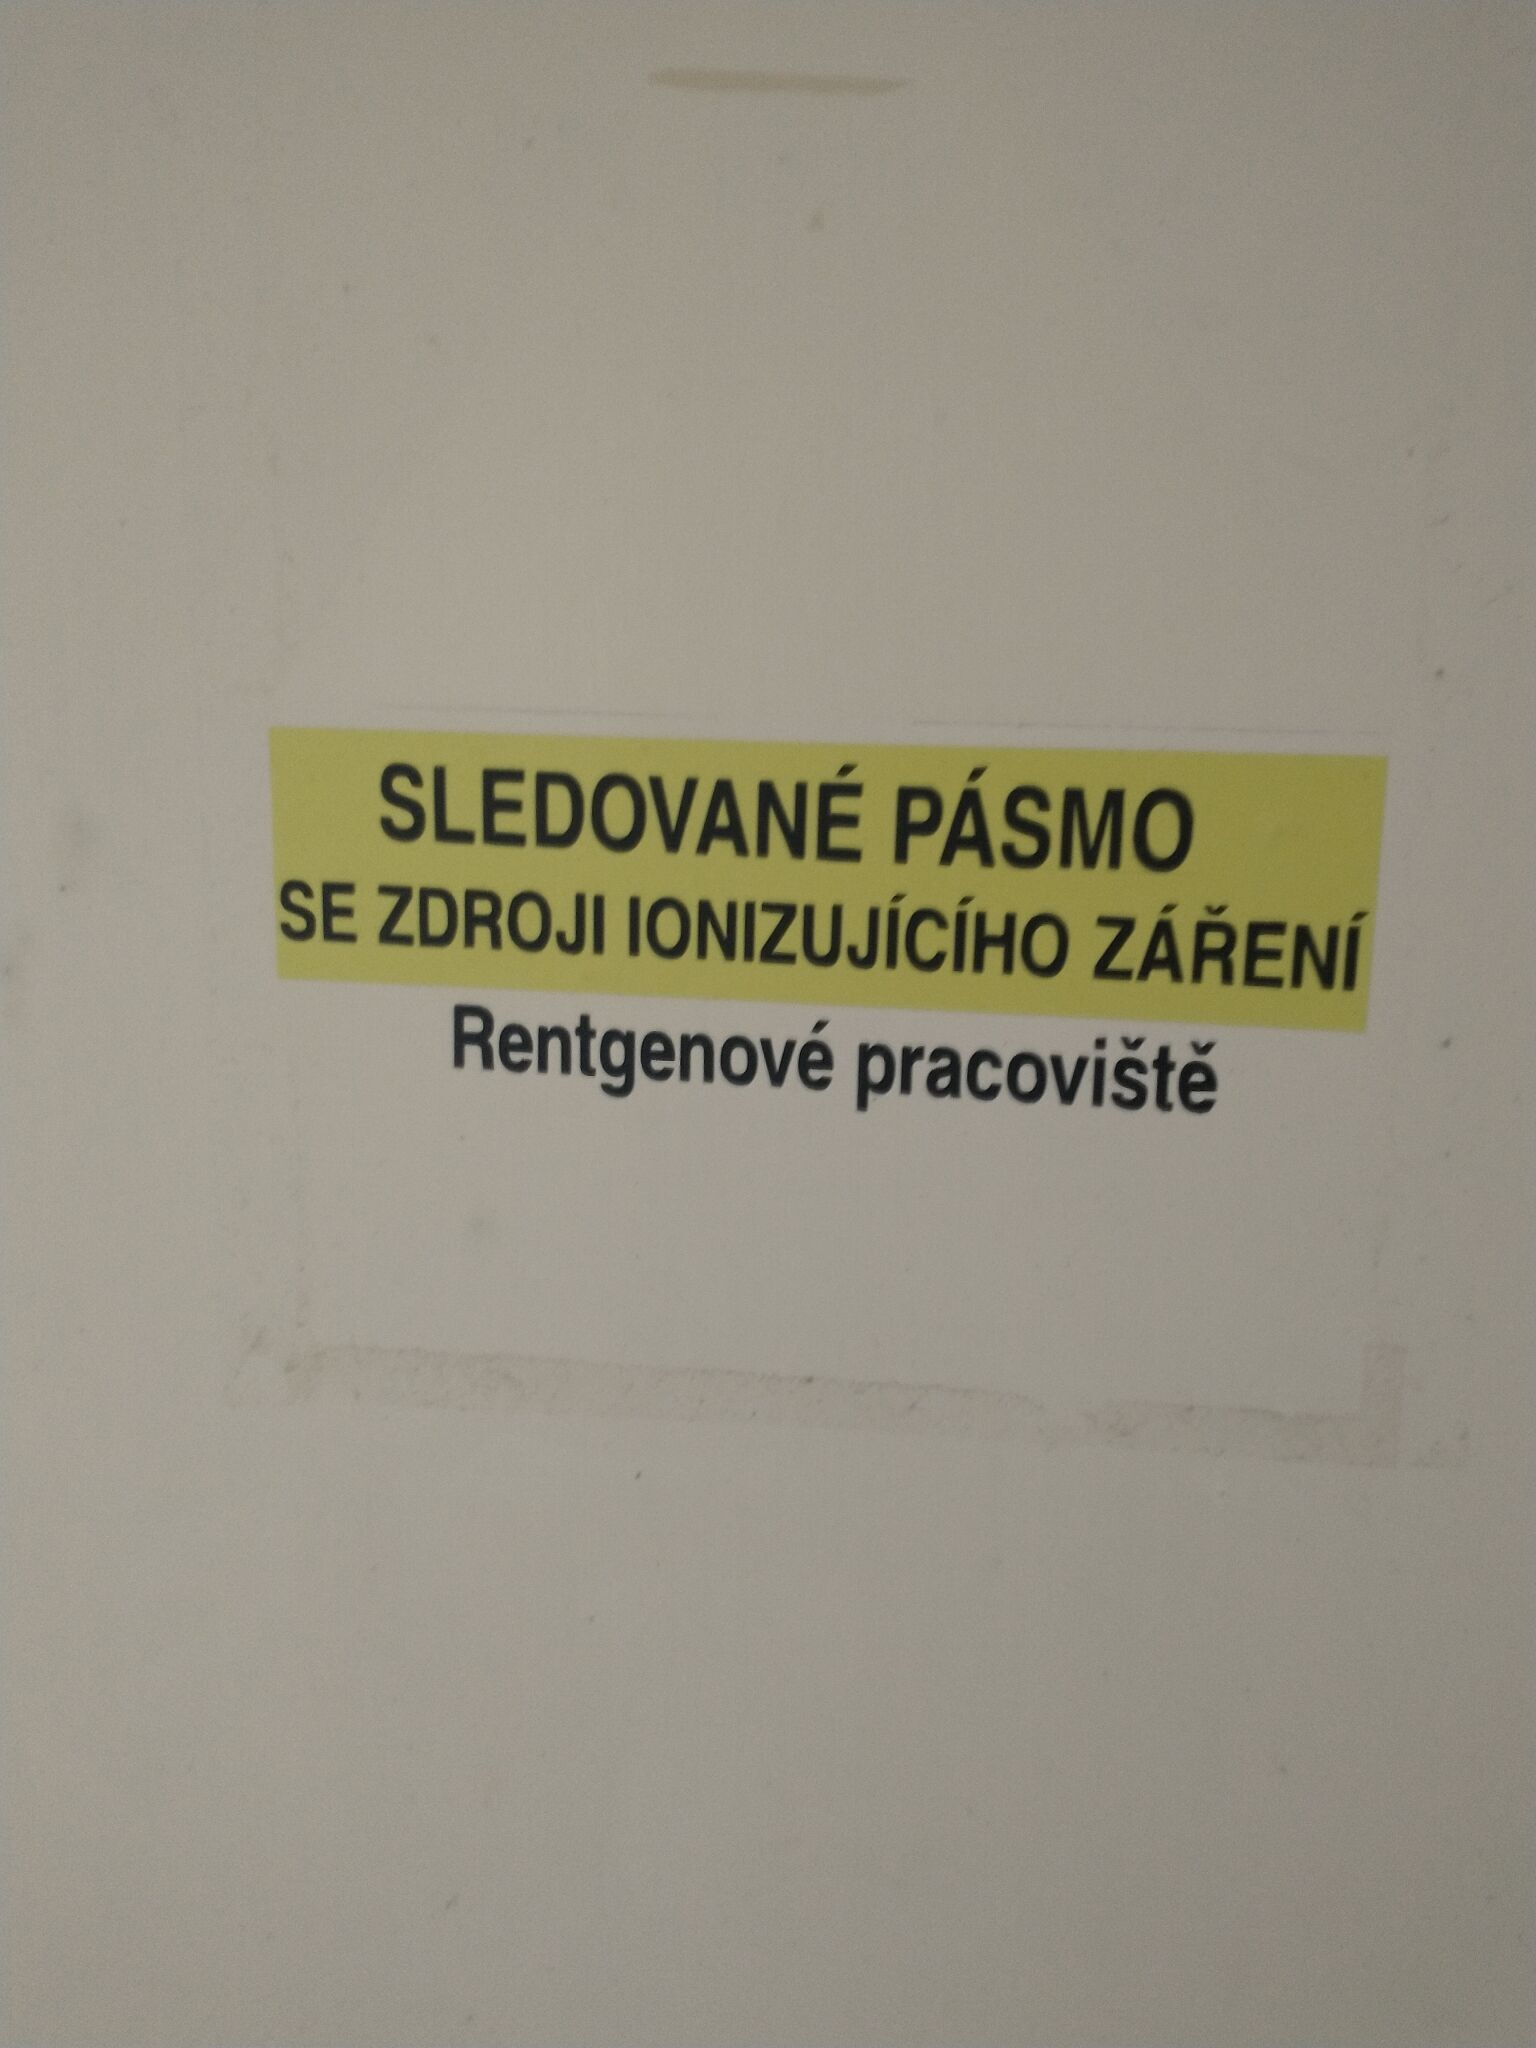 SLEDOVANÉ PÁSMO
SE ZDROJI IONIZUJÍCÍHO ZÁŘENÍ
Rentgenové pracoviště